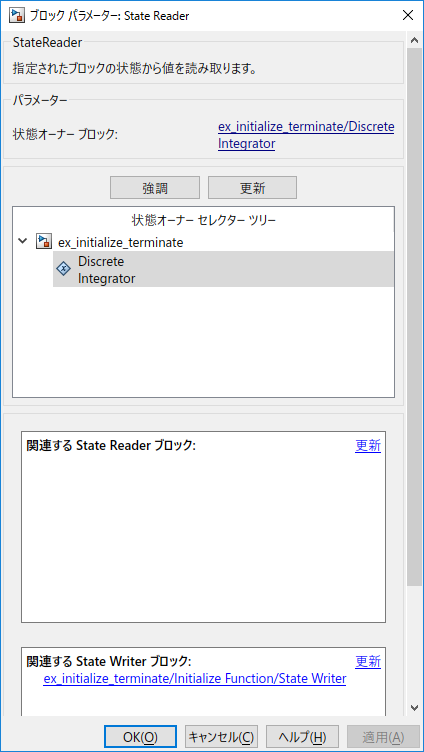 ブロック パラメーター: State Reader
StateReader
指定されたブロックの状態から値を読み取ります。
パラメーター
状態オーナー ブロック:
ex_initialize_terminate/Discrete
Integrator
強調
更新
状態オーナー セレクター ツリー
ex_initialize_terminate
Discrete
Integrator
関連する State Reader ブロック:
更新
関連する State Writer ブロック:
更新
ex_initialize_terminate/Initialize Function/State Writer
OK(O)
キャンセル(C)
ヘルプ(H)
適用(A)